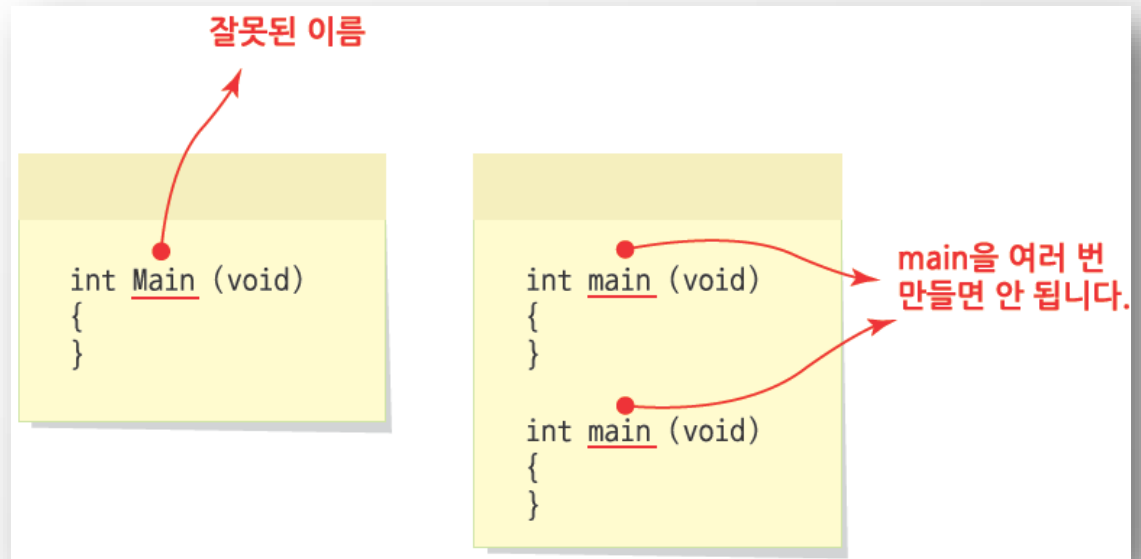 잘못된 이름
int Main (void)
{
}
int main (void)
{
}
int main (void)
{
}
main을 여러 번
만들면 안 됩니다.